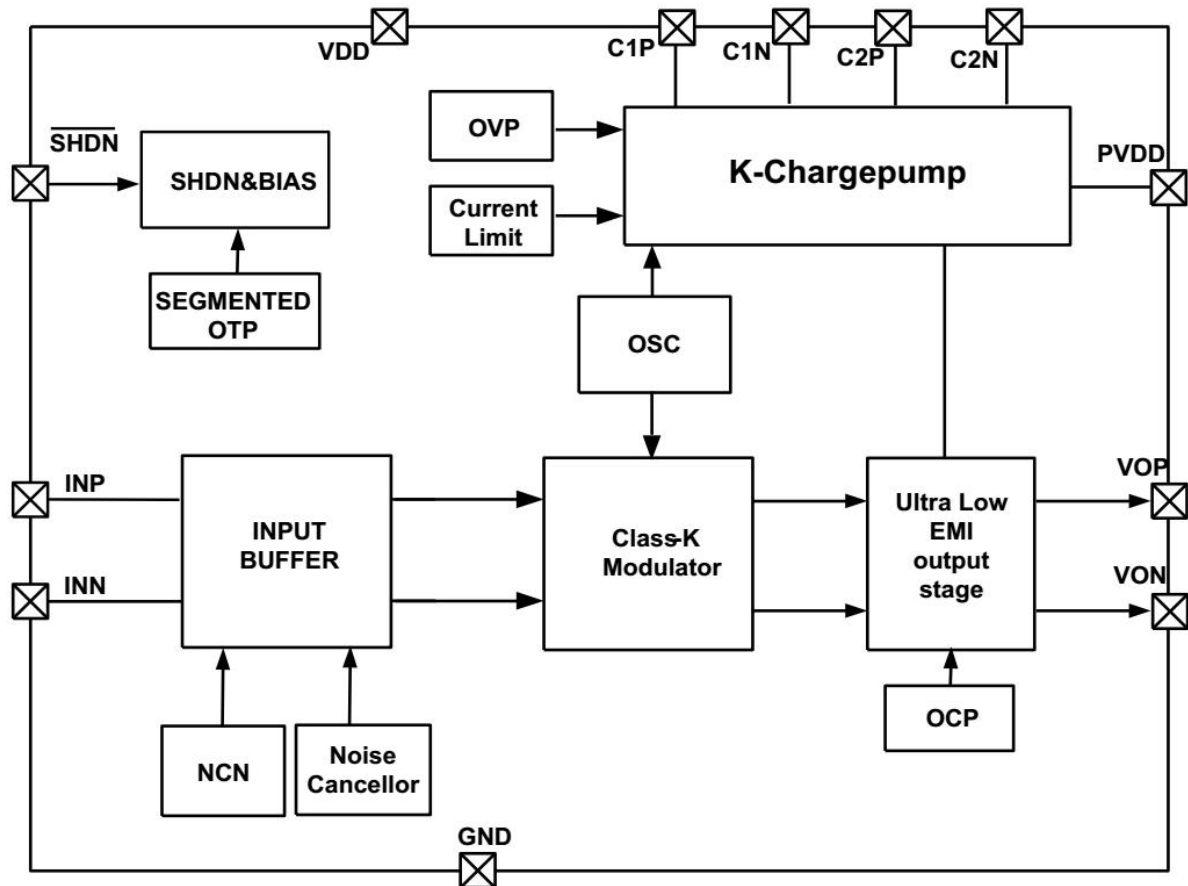 VDD
C1P
C1N
C2P
C2N
SHDN
SHDN&BIAS
OVP
K-Chargepump
PVDD
Current
Limit
SEGMENTED
OTP
OSC
INP
INN
INPUT
BUFFER
Class-K
Modulator
Ultra Low
EMI
output
stage
VOP
VON
NCN
Noise
Cancellor
OCP
GND